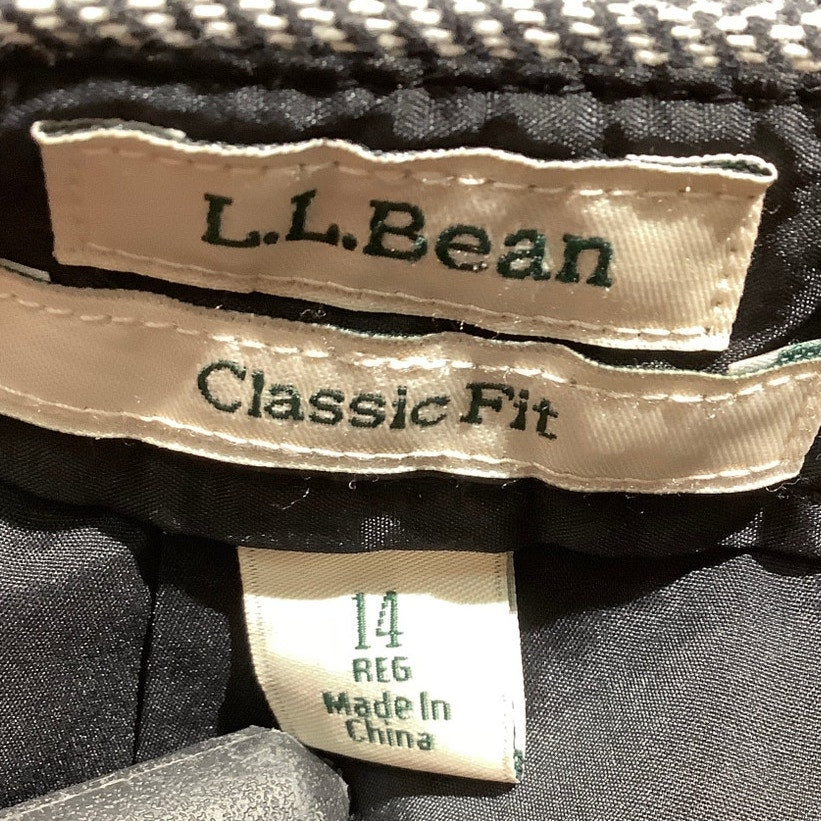 L.L.Bean
Classic Fit
14
REG
Made In
China